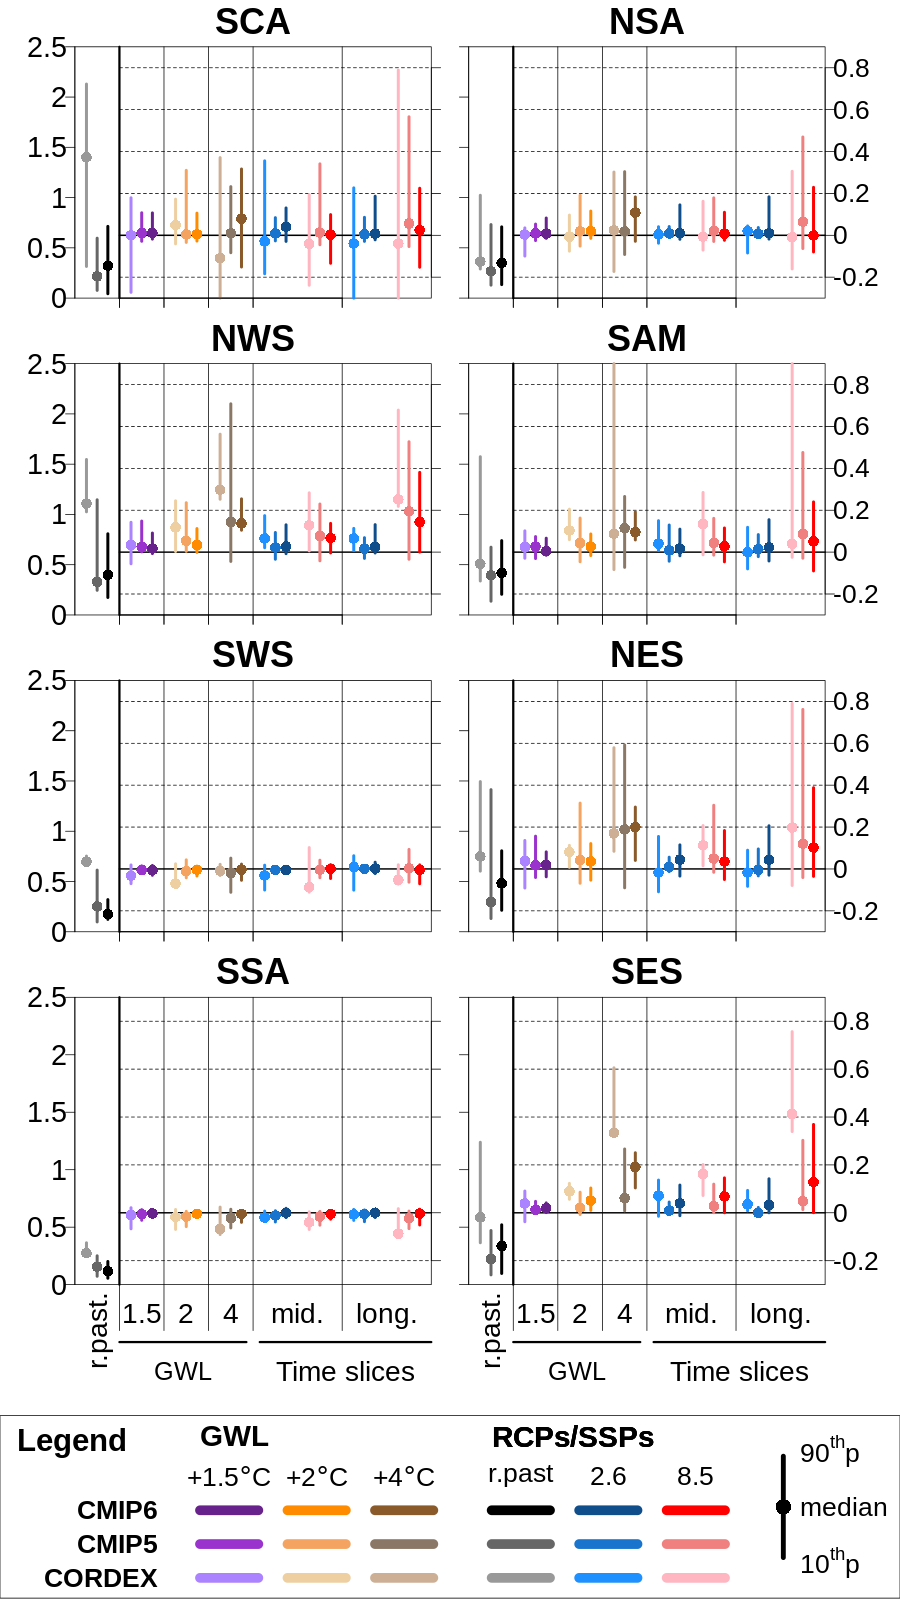 SCA NSA
2.5
2 0.8
1.5 0.6
0.4
1 0.2
0.5 0
0 -0.2
NWS SAM
2.5
2 0.8
1.5 0.6
0.4
1 0.2
0.5 0
0 -0.2
SWS NES
2.5
2 0.8
1.5 0.6
0.4
1 0.2
0.5 0
0 -0.2
SSA SES
2.5
2 0.8
1.5 0.6
0.4
1 0.2
0.5 0
0 -0.2
r.past. 1.5 2 4 mid. long. r.past. 1.5 2 4 mid. long.
GWL Time slices GWL Time slices
Legend GWL RCPs/SSPs 90thp
+1.5°C +2°C +4°C r.past 2.6 8.5
CMIP6 median
CMIP5
CORDEX 10thp